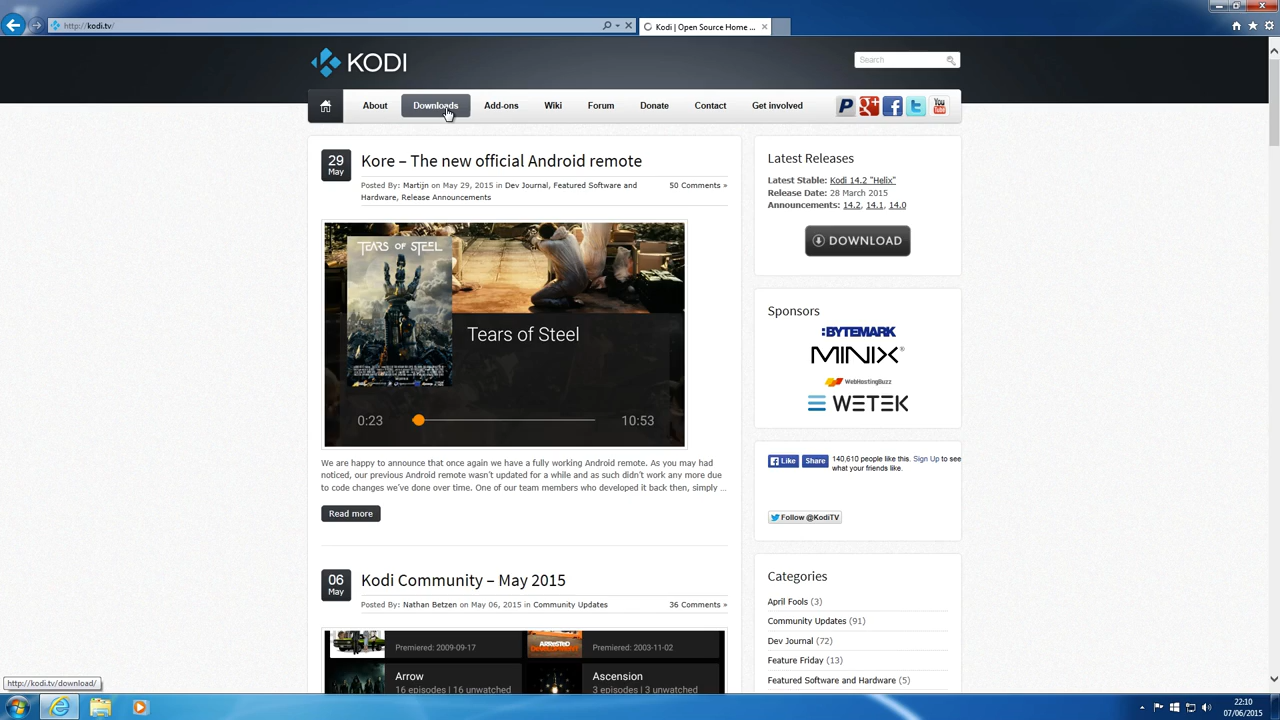 http://kodi.tv/
Kodi | Open Source Home ...
KODI
Search
About
Downloads
Add-ons
Wiki
Forum
Donate
Contact
Get involved
29
May
Kore – The new official Android remote
Posted By: Martijn on May 29, 2015 in Dev Journal, Featured Software and
Hardware, Release Announcements
50 Comments »
TEARS OF STEEL
Tears of Steel
0:23
10:53
We are happy to announce that once again we have a fully working Android remote. As you may had
noticed, our previous Android remote wasn't updated for a while and as such didn't work any more due
to code changes we've done over time. One of our team members who developed it back then, simply ...
Read more
06
May
Kodi Community – May 2015
Posted By: Nathan Betzen on May 06, 2015 in Community Updates
36 Comments »
Premiered: 2009-09-17
ARRESTED
DEVELOPMENT
Premiered: 2003-11-02
Arrow
16 episodes | 16 unwatched
Ascension
3 episodes | 3 unwatched
Latest Releases
Latest Stable: Kodi 14.2 "Helix"
Release Date: 28 March 2015
Announcements: 14.2, 14.1, 14.0
DOWNLOAD
Sponsors
:BYTEMARK
MINIX®
WebHostingBuzz
WETEK
Like
Share
140,610 people like this. Sign Up to see
what your friends like.
Follow @KodiTV
Categories
April Fools (3)
Community Updates (91)
Dev Journal (72)
Feature Friday (13)
Featured Software and Hardware (5)
http://kodi.tv/download/
22:10
07/06/2015